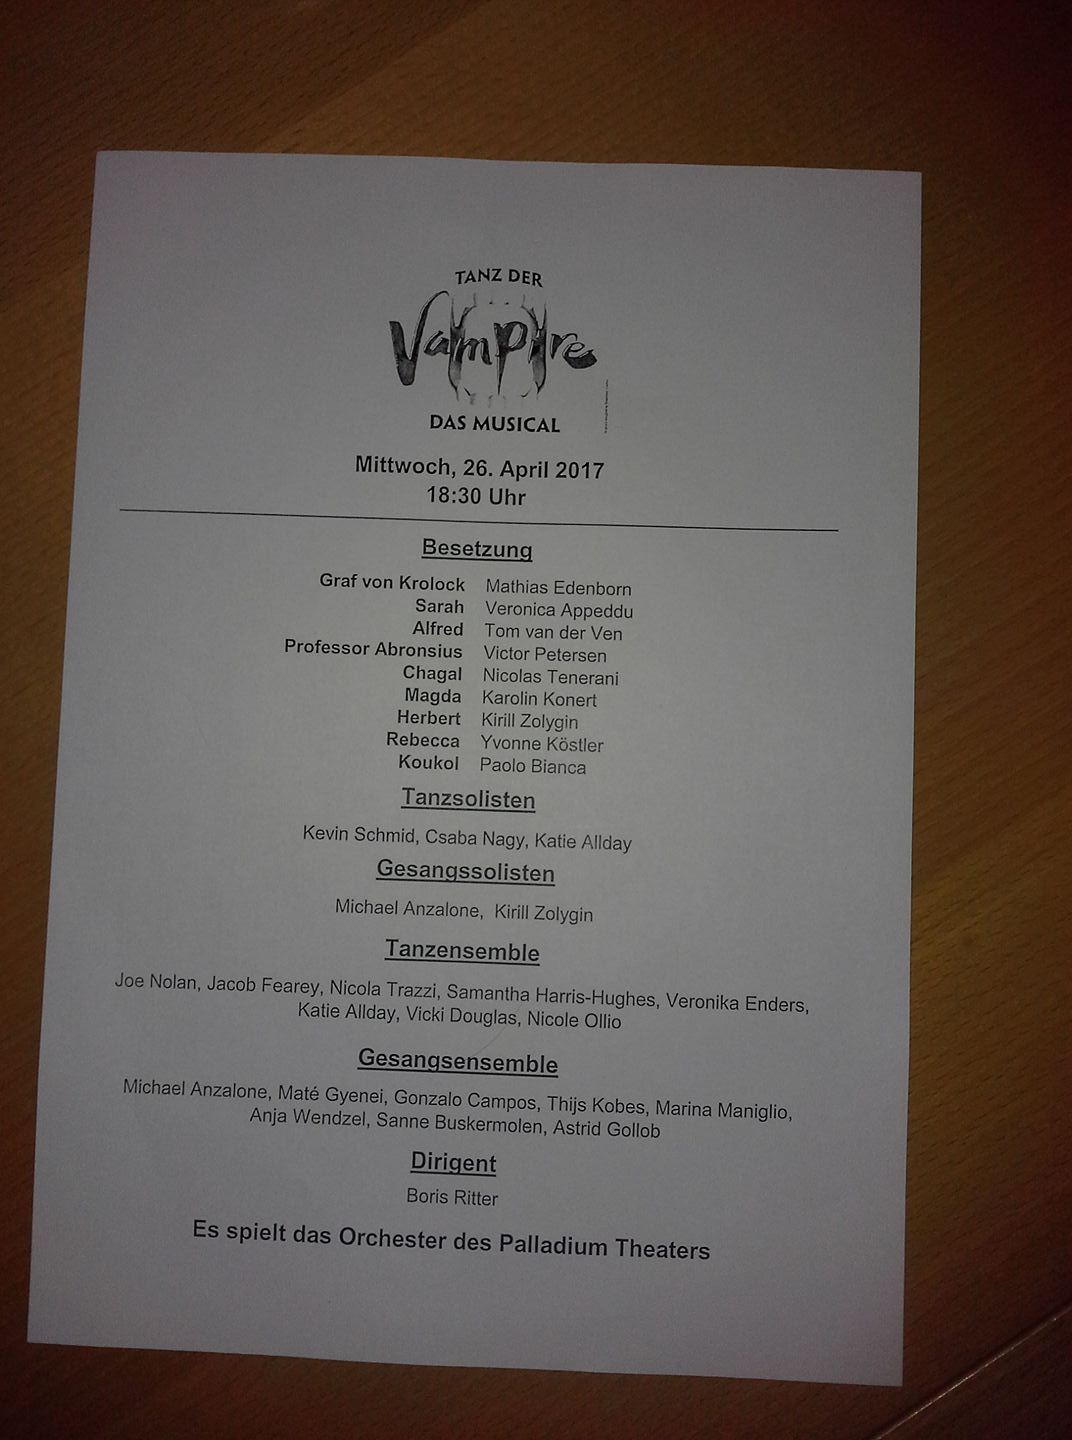 TANZ DER
Vampire
DAS MUSICAL
Mittwoch, 26. April 2017
18:30 Uhr
Besetzung
Graf von Krolock Mathias Edenborn
Sarah Veronica Appeddu
Alfred Tom van der Ven
Professor Abronsius Victor Petersen
Chagal Nicolas Tenerani
Magda Karolin Konert
Herbert Kirill Zolygin
Rebecca Yvonne Köstler
Koukol Paolo Bianca
Tanzsolisten
Kevin Schmid, Csaba Nagy, Katie Allday
Gesangssolisten
Michael Anzalone, Kirill Zolygin
Tanzensemble
Joe Nolan, Jacob Fearey, Nicola Trazzi, Samantha Harris-Hughes, Veronika Enders,
Katie Allday, Vicki Douglas, Nicole Ollio
Gesangsensemble
Michael Anzalone, Maté Gyenei, Gonzalo Campos, Thijs Kobes, Marina Maniglio,
Anja Wendzel, Sanne Buskermolen, Astrid Gollob
Dirigent
Boris Ritter
Es spielt das Orchester des Palladium Theaters